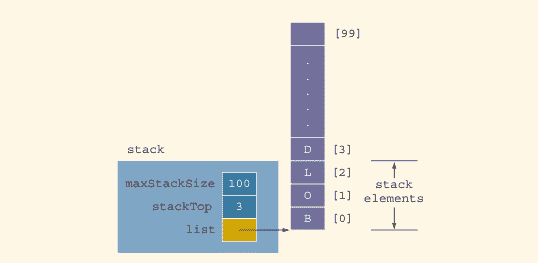 [99]
.
.
.
.
.
stack
D [3]
maxStackSize 100 L [2]
stackTop 3 O [1]
list B [0]
stack
elements